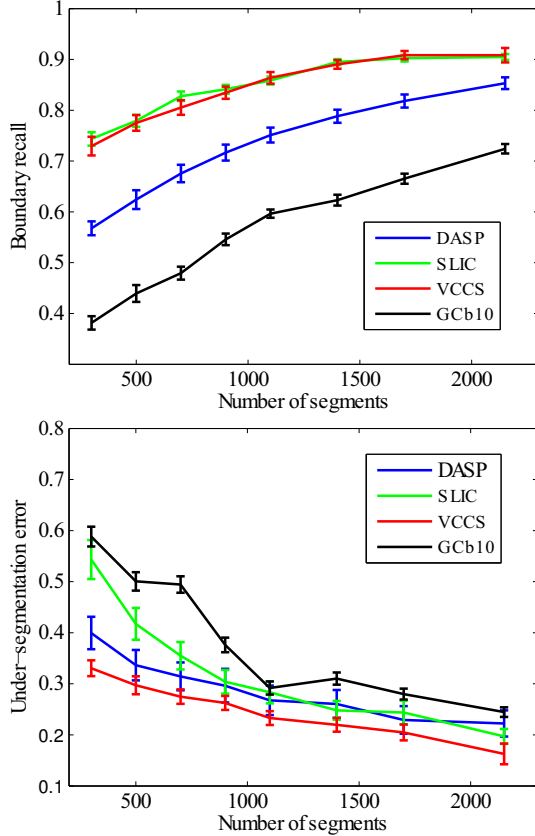 1
0.9
0.8
0.7
0.6
0.5
0.4
Boundary recall
500 1000 1500 2000
Number of segments
DASP
SLIC
VCCS
GCb10
0.8
0.7
0.6
0.5
0.4
0.3
0.2
0.1
Under-segmentation error
500 1000 1500 2000
Number of segments
DASP
SLIC
VCCS
GCb10